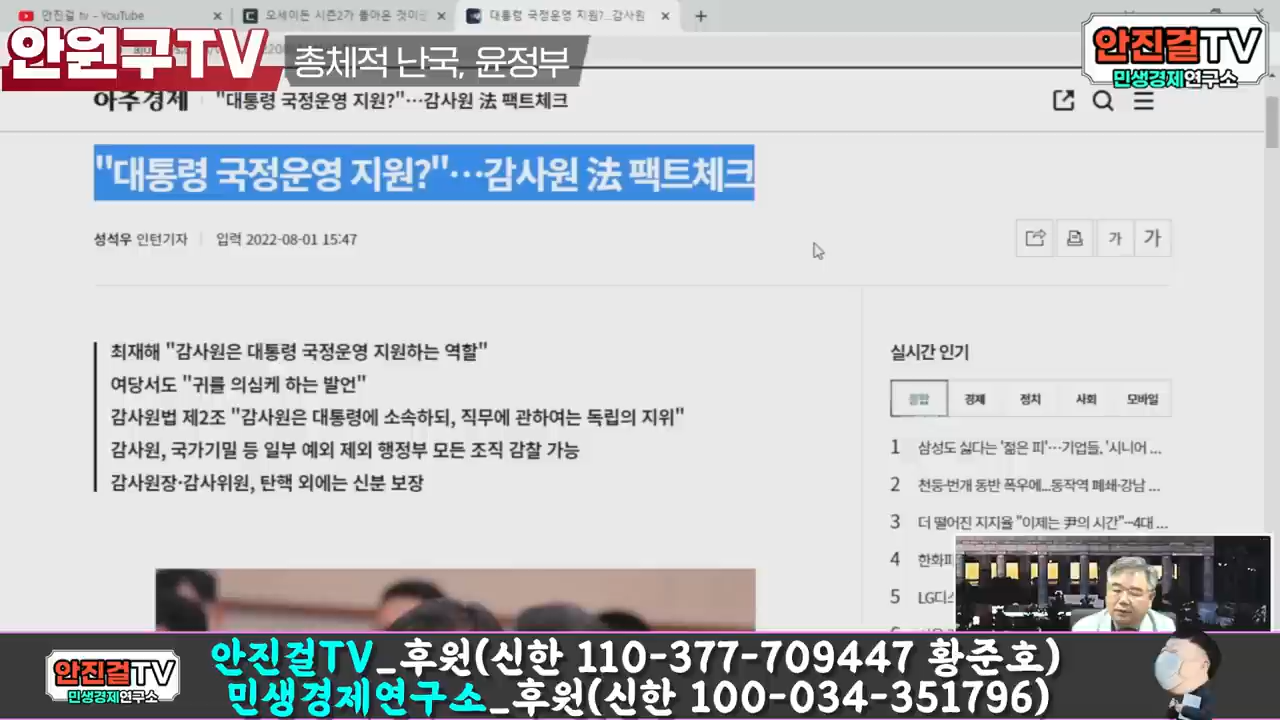 안진걸 tv - YouTube
오세이돈 시즌2가 돌아온 것이
대통령 국정운영 지원?...감사원
안원구TV
총체적 난국, 윤정부
안진걸TV
민생경제연구소
아주경제
"대통령 국정운영 지원?"…감사원 法 팩트체크
"대통령 국정운영 지원?"…감사원 法 팩트체크
성석우 인턴기자
입력 2022-08-01 15:47
가 가
최재해 "감사원은 대통령 국정운영 지원하는 역할"
여당서도 "귀를 의심케 하는 발언"
감사원법 제2조 "감사원은 대통령에 소속하되, 직무에 관하여는 독립의 지위"
감사원, 국가기밀 등 일부 예외 제외 행정부 모든 조직 감찰 가능
감사원장·감사위원, 탄핵 외에는 신분 보장
실시간 인기
종합 경제 정치 사회 모바일
1 삼성도 싫다는 '젊은 피'…기업들, '시니어 ...
2 천둥·번개 동반 폭우에...동작역 폐쇄·강남 ...
3 더 떨어진 지지율 "이제는 尹의 시간"…4대 ...
4 한화
5 LG디스
안진걸TV
민생경제연구소
안진걸TV_후원(신한 110-377-709447 황준호)
민생경제연구소_후원(신한 100-034-351796)